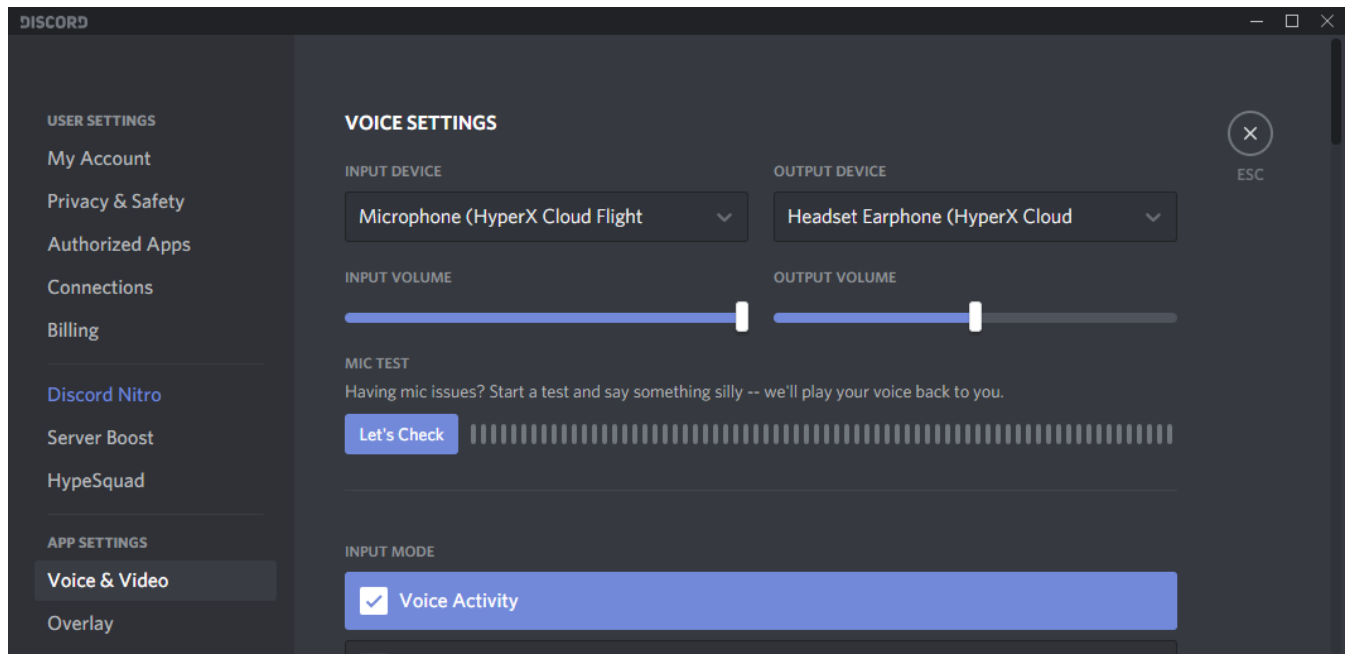 DISCORD
USER SETTINGS
My Account
Privacy & Safety
Authorized Apps
Connections
Billing
Discord Nitro
Server Boost
HypeSquad
APP SETTINGS
Voice & Video
Overlay
VOICE SETTINGS
INPUT DEVICE
Microphone (HyperX Cloud Flight
OUTPUT DEVICE
Headset Earphone (HyperX Cloud
INPUT VOLUME
OUTPUT VOLUME
MIC TEST
Having mic issues? Start a test and say something silly -- we'll play your voice back to you.
Let's Check
INPUT MODE
Voice Activity
ESC